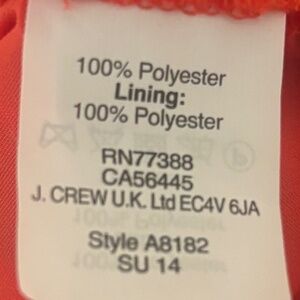 100% Polyester
Lining:
100% Polyester
RN77388
CA56445
J. CREW U.K. Ltd EC4V 6JA
Style A8182
SU 14